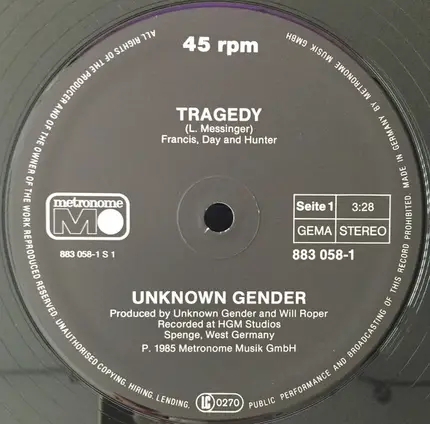 45 rpm
TRAGEDY
(L. Messinger)
Francis, Day and Hunter
metronome
M
883 058-1 S 1
Seite 1 3:28
GEMA STEREO
883 058-1
UNKNOWN GENDER
Produced by Unknown Gender and Will Roper
Recorded at HGM Studios
Spenge, West Germany
P. 1985 Metronome Musik GmbH
LC 0270
ALL RIGHTS OF THE PRODUCER AND OF THE OWNER OF THE WORK REPRODUCED RESERVED. UNAUTHORISED COPYING, HIRING, LENDING, PUBLIC PERFORMANCE AND BROADCASTING OF THIS RECORD PROHIBITED. MADE IN GERMANY BY METRONOME MUSIK GMBH